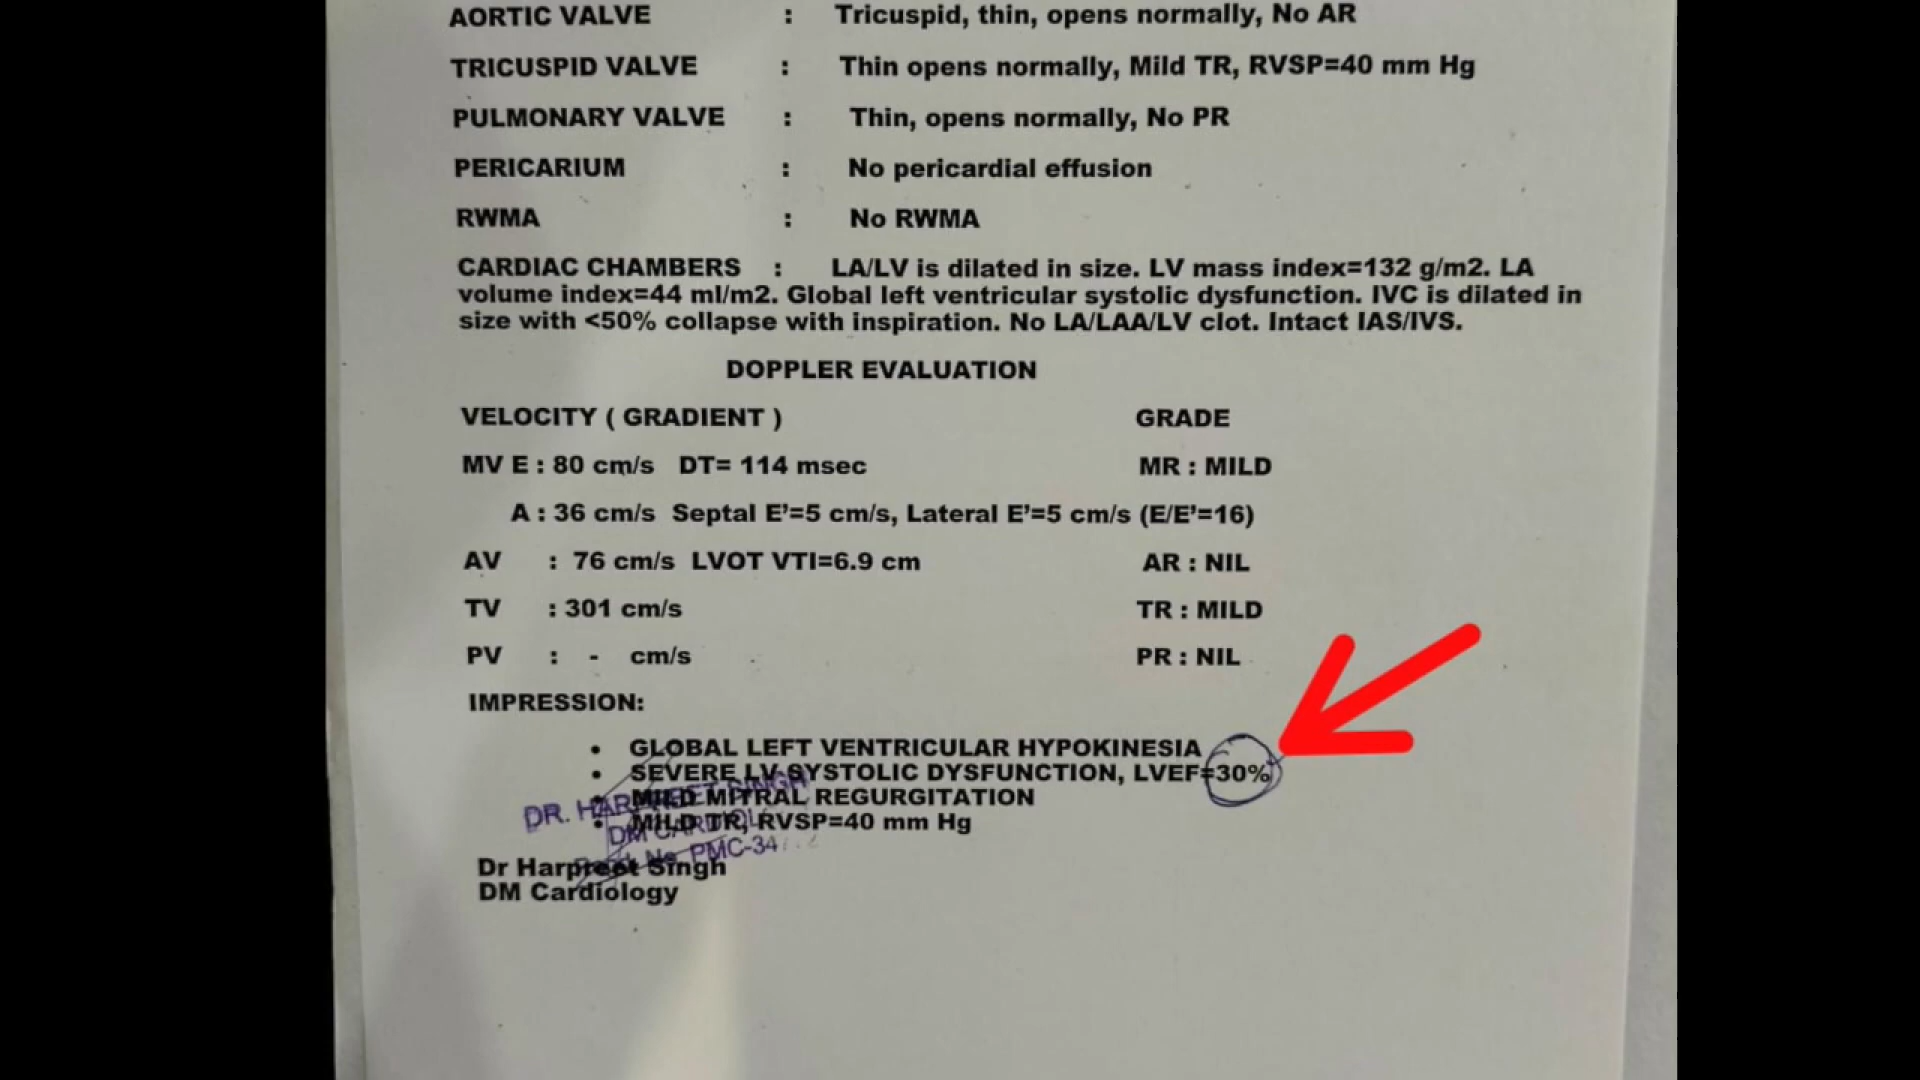 AORTIC VALVE : Tricuspid, thin, opens normally, No AR
TRICUSPID VALVE : Thin opens normally, Mild TR, RVSP=40 mm Hg
PULMONARY VALVE : Thin, opens normally, No PR
PERICARIUM : No pericardial effusion
RWMA : No RWMA
CARDIAC CHAMBERS : LA/LV is dilated in size. LV mass index=132 g/m2. LA
volume index=44 ml/m2. Global left ventricular systolic dysfunction. IVC is dilated in
size with <50% collapse with inspiration. No LA/LAA/LV clot. Intact IAS/IVS.
DOPPLER EVALUATION
VELOCITY ( GRADIENT ) GRADE
MV E : 80 cm/s DT= 114 msec MR : MILD
A : 36 cm/s Septal E’=5 cm/s, Lateral E’=5 cm/s (E/E’=16)
AV : 76 cm/s LVOT VTI=6.9 cm AR : NIL
TV : 301 cm/s TR : MILD
PV : - cm/s PR : NIL
IMPRESSION:
• GLOBAL LEFT VENTRICULAR HYPOKINESIA
• SEVERE LV SYSTOLIC DYSFUNCTION, LVEF=30%
• MILD MITRAL REGURGITATION
• MILD TR, RVSP=40 mm Hg
DR. HARPREET SINGH
DM CARDIOL
No PMC-34
Dr Harpreet Singh
DM Cardiology